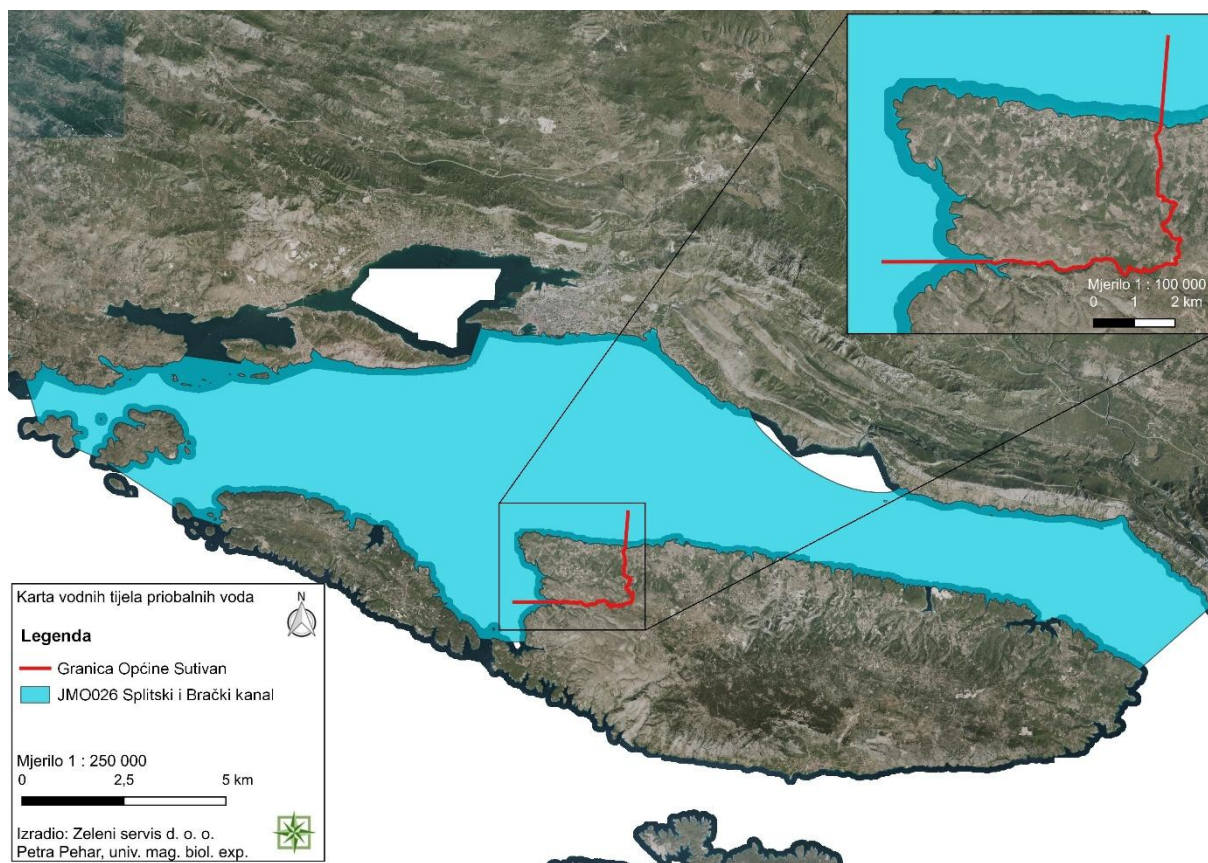 Mjerilo 1 : 100 000
0 1 2 km
Karta vodnih tijela priobalnih voda
N
Legenda
Granica Općine Sutivan
JMO026 Splitski i Brački kanal
Mjerilo 1 : 250 000
0 2,5 5 km
Izradio: Zeleni servis d. o. o.
Petra Pehar, univ. mag. biol. exp.